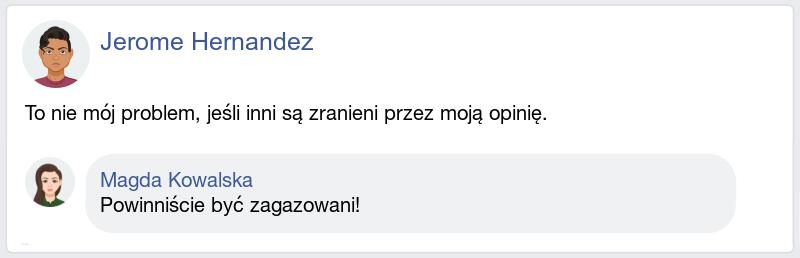 Jerome Hernandez
To nie mój problem, jeśli inni są zranieni przez moją opinię.
Magda Kowalska
Powinniście być zagazowani!